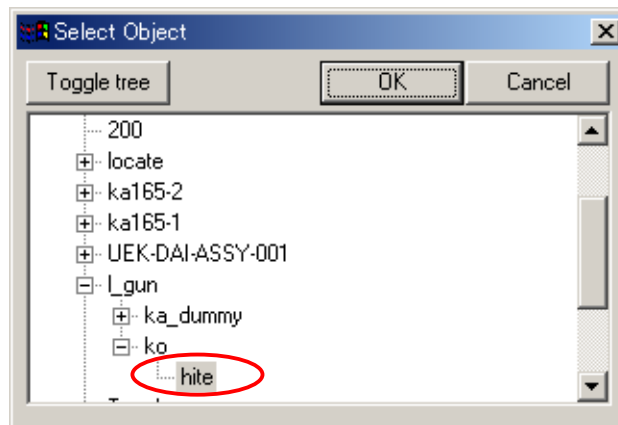 Select Object
Toggle tree OK Cancel
200
locate
ka165-2
ka165-1
UEK-DAI-ASSY-001
l_gun
ka_dummy
ko
hite